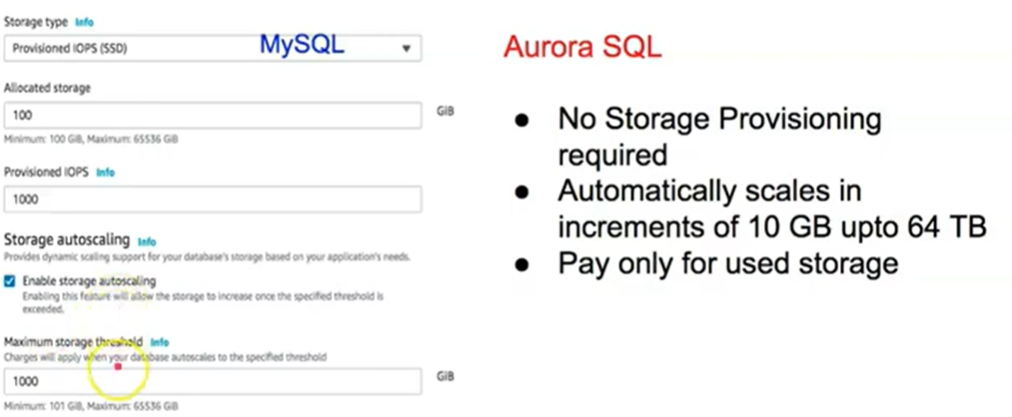 Storage type Info
Provisioned IOPS (SSD)
MySQL
Allocated storage
100
GiB
Minimum: 100 GiB, Maximum: 65536 GiB
Provisioned IOPS Info
1000
Storage autoscaling Info
Provides dynamic scaling support for your database's storage based on your application's needs.
Enable storage autoscaling
Enabling this feature will allow the storage to increase once the specified threshold is
exceeded.
Maximum storage threshold Info
Charges will apply when your database autoscales to the specified threshold
1000
GiB
Minimum: 101 GiB, Maximum: 65536 GiB
Aurora SQL
● No Storage Provisioning
required
● Automatically scales in
increments of 10 GB upto 64 TB
● Pay only for used storage